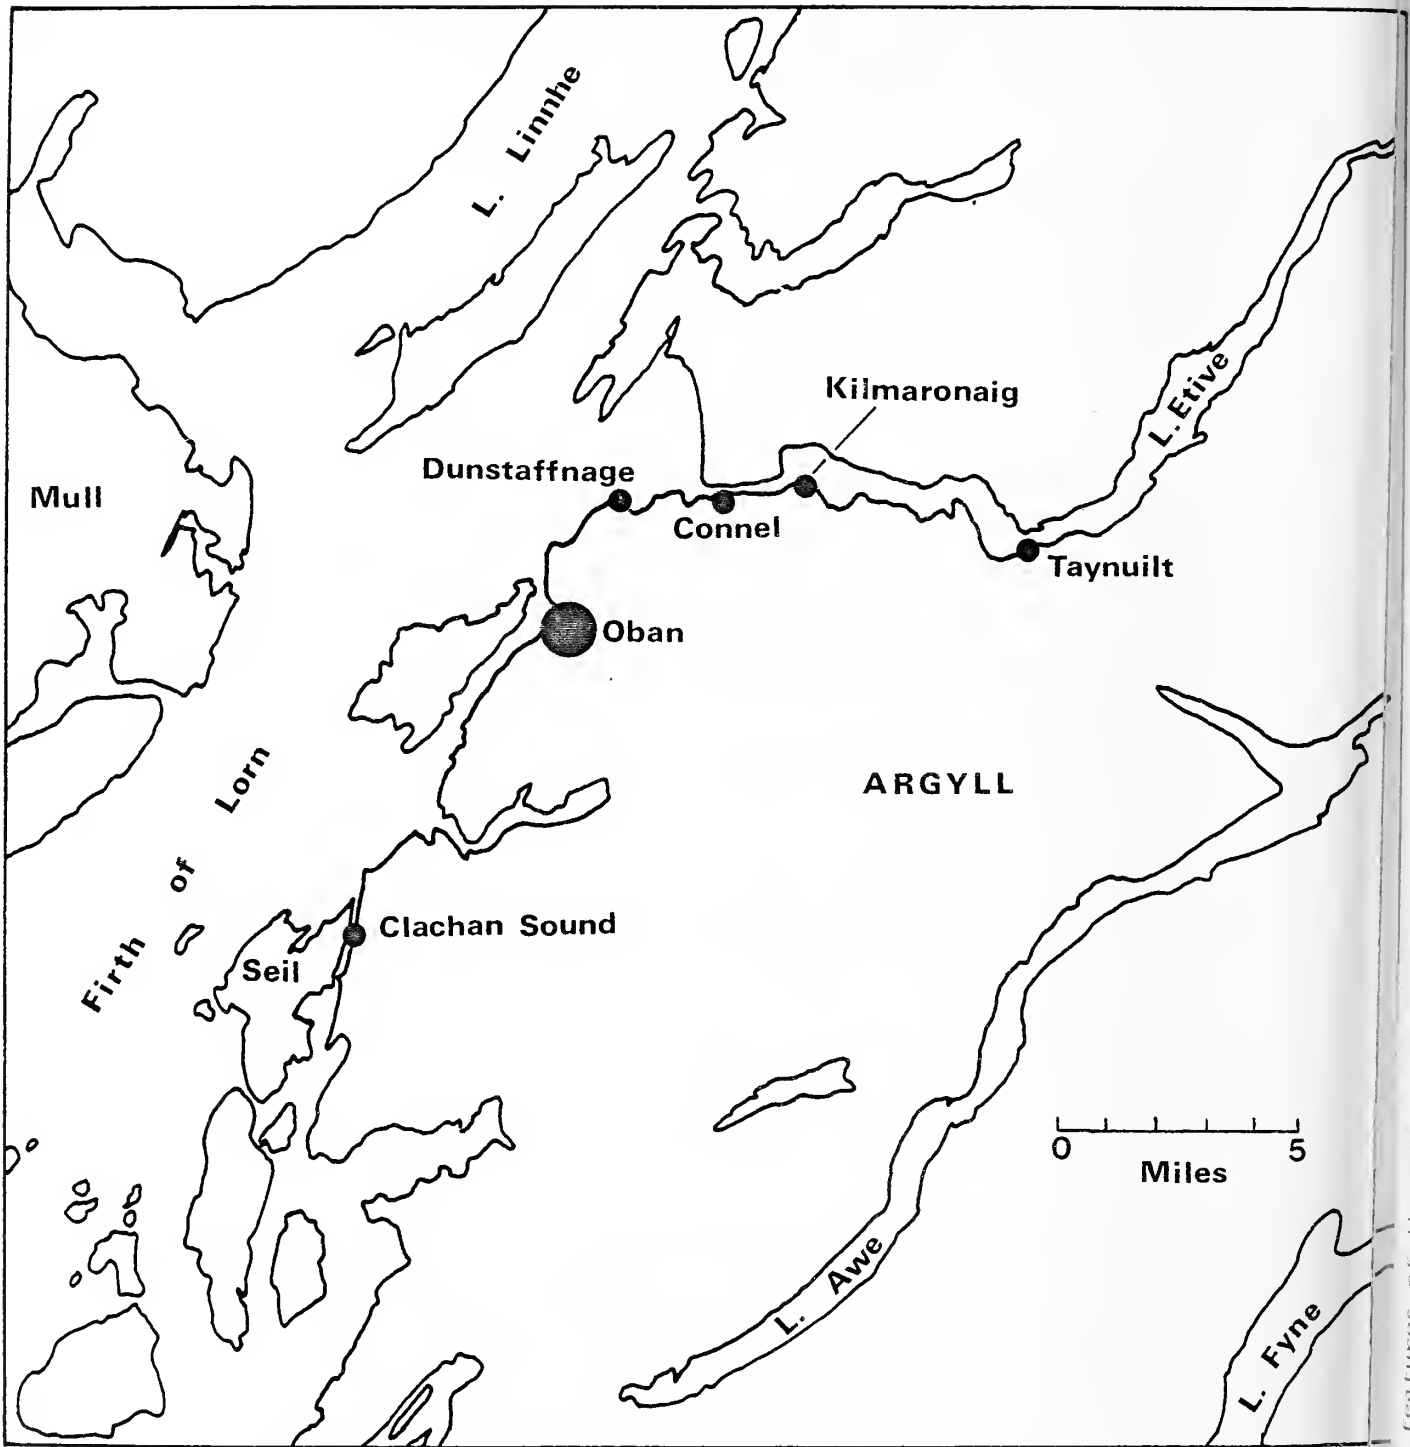 L. Linnhe
Kilmaronaig
L. Etive
Dunstaffnage
Mull
Connel
Taynuilt
Oban
Firth of Lorn
ARGYLL
Clachan Sound
Seil
0 5
Miles
L. Awe
L. Fyne